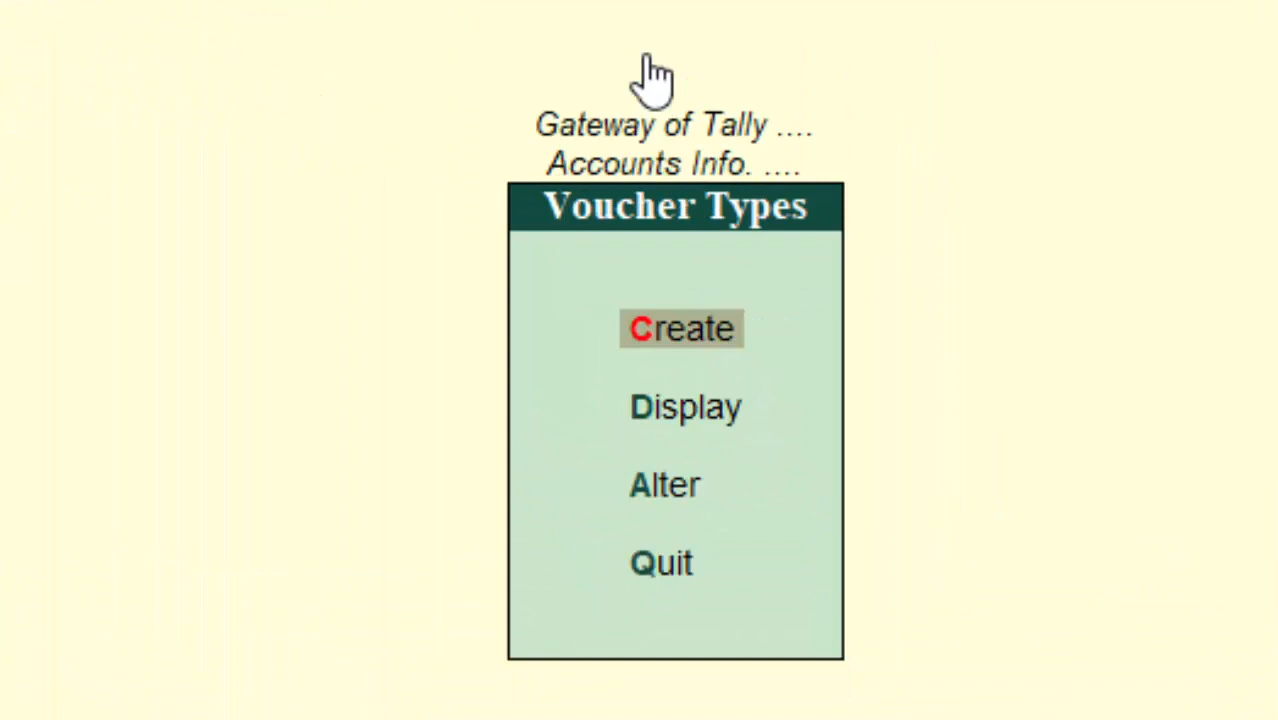 Gateway of Tally ....
Accounts Info. ....
Voucher Types
Create
Display
Alter
Quit